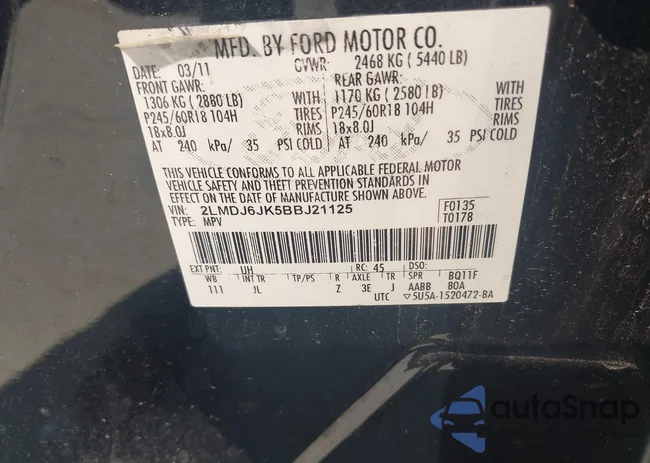 MFD. BY FORD MOTOR CO.
DATE: 03/11 GVWR: 2468 KG ( 5440 LB)
FRONT GAWR: REAR GAWR:
1306 KG ( 2880 LB) WITH 1170 KG ( 2580 LB) WITH
P245/60R18 104H TIRES P245/60R18 104H TIRES
18x8.0J RIMS 18x8.0J RIMS
AT 240 kPa/ 35 PSI COLD AT 240 kPa/ 35 PSI COLD
THIS VEHICLE CONFORMS TO ALL APPLICABLE FEDERAL MOTOR
VEHICLE SAFETY AND THEFT PREVENTION STANDARDS IN
EFFECT ON THE DATE OF MANUFACTURE SHOWN ABOVE.
VIN: 2LMDJ6JK5BBJ21125 F0135
TYPE: MPV T0178
EXT PNT: UH RC: 45 DSO:
WB INT TR TP/PS R AXLE TR SPR BQ11F
111 JL Z 3E J AABB 80A
UTC ▽5U5A-1520472-BA
autoSnap